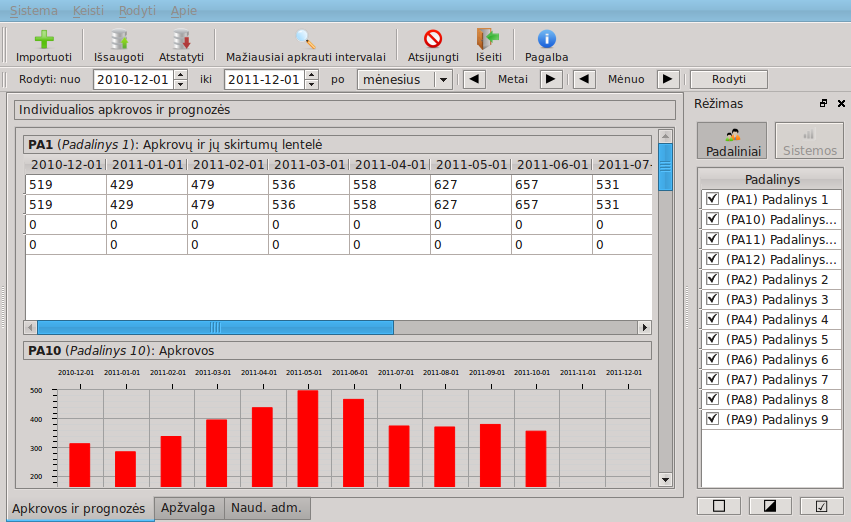 Sistema Keisti Rodyti Apie
Importuoti Išsaugoti Atstatyti Mažiausiai apkrauti intervalai Atsijungti Išeiti Pagalba
Rodyti: nuo 2010-12-01 iki 2011-12-01 po mėnesius Metai Mėnuo Rodyti
Individualios apkrovos ir prognozės
PA1 (Padalinys 1): Apkrovų ir jų skirtumų lentelė
2010-12-01 2011-01-01 2011-02-01 2011-03-01 2011-04-01 2011-05-01 2011-06-01 2011-07-
519 429 479 536 558 627 657 531
519 429 479 536 558 627 657 531
0 0 0 0 0 0 0 0
0 0 0 0 0 0 0 0
PA10 (Padalinys 10): Apkrovos
2010-12-01 2011-01-01 2011-02-01 2011-03-01 2011-04-01 2011-05-01 2011-06-01 2011-07-01 2011-08-01 2011-09-01 2011-10-01 2011-11-01 2011-12-01
500
400
300
200
Apkrovos ir prognozės Apžvalga Naud. adm.
Rėžimas
Padaliniai Sistemos
Padalinys
(PA1) Padalinys 1
(PA10) Padalinys...
(PA11) Padalinys...
(PA12) Padalinys...
(PA2) Padalinys 2
(PA3) Padalinys 3
(PA4) Padalinys 4
(PA5) Padalinys 5
(PA6) Padalinys 6
(PA7) Padalinys 7
(PA8) Padalinys 8
(PA9) Padalinys 9